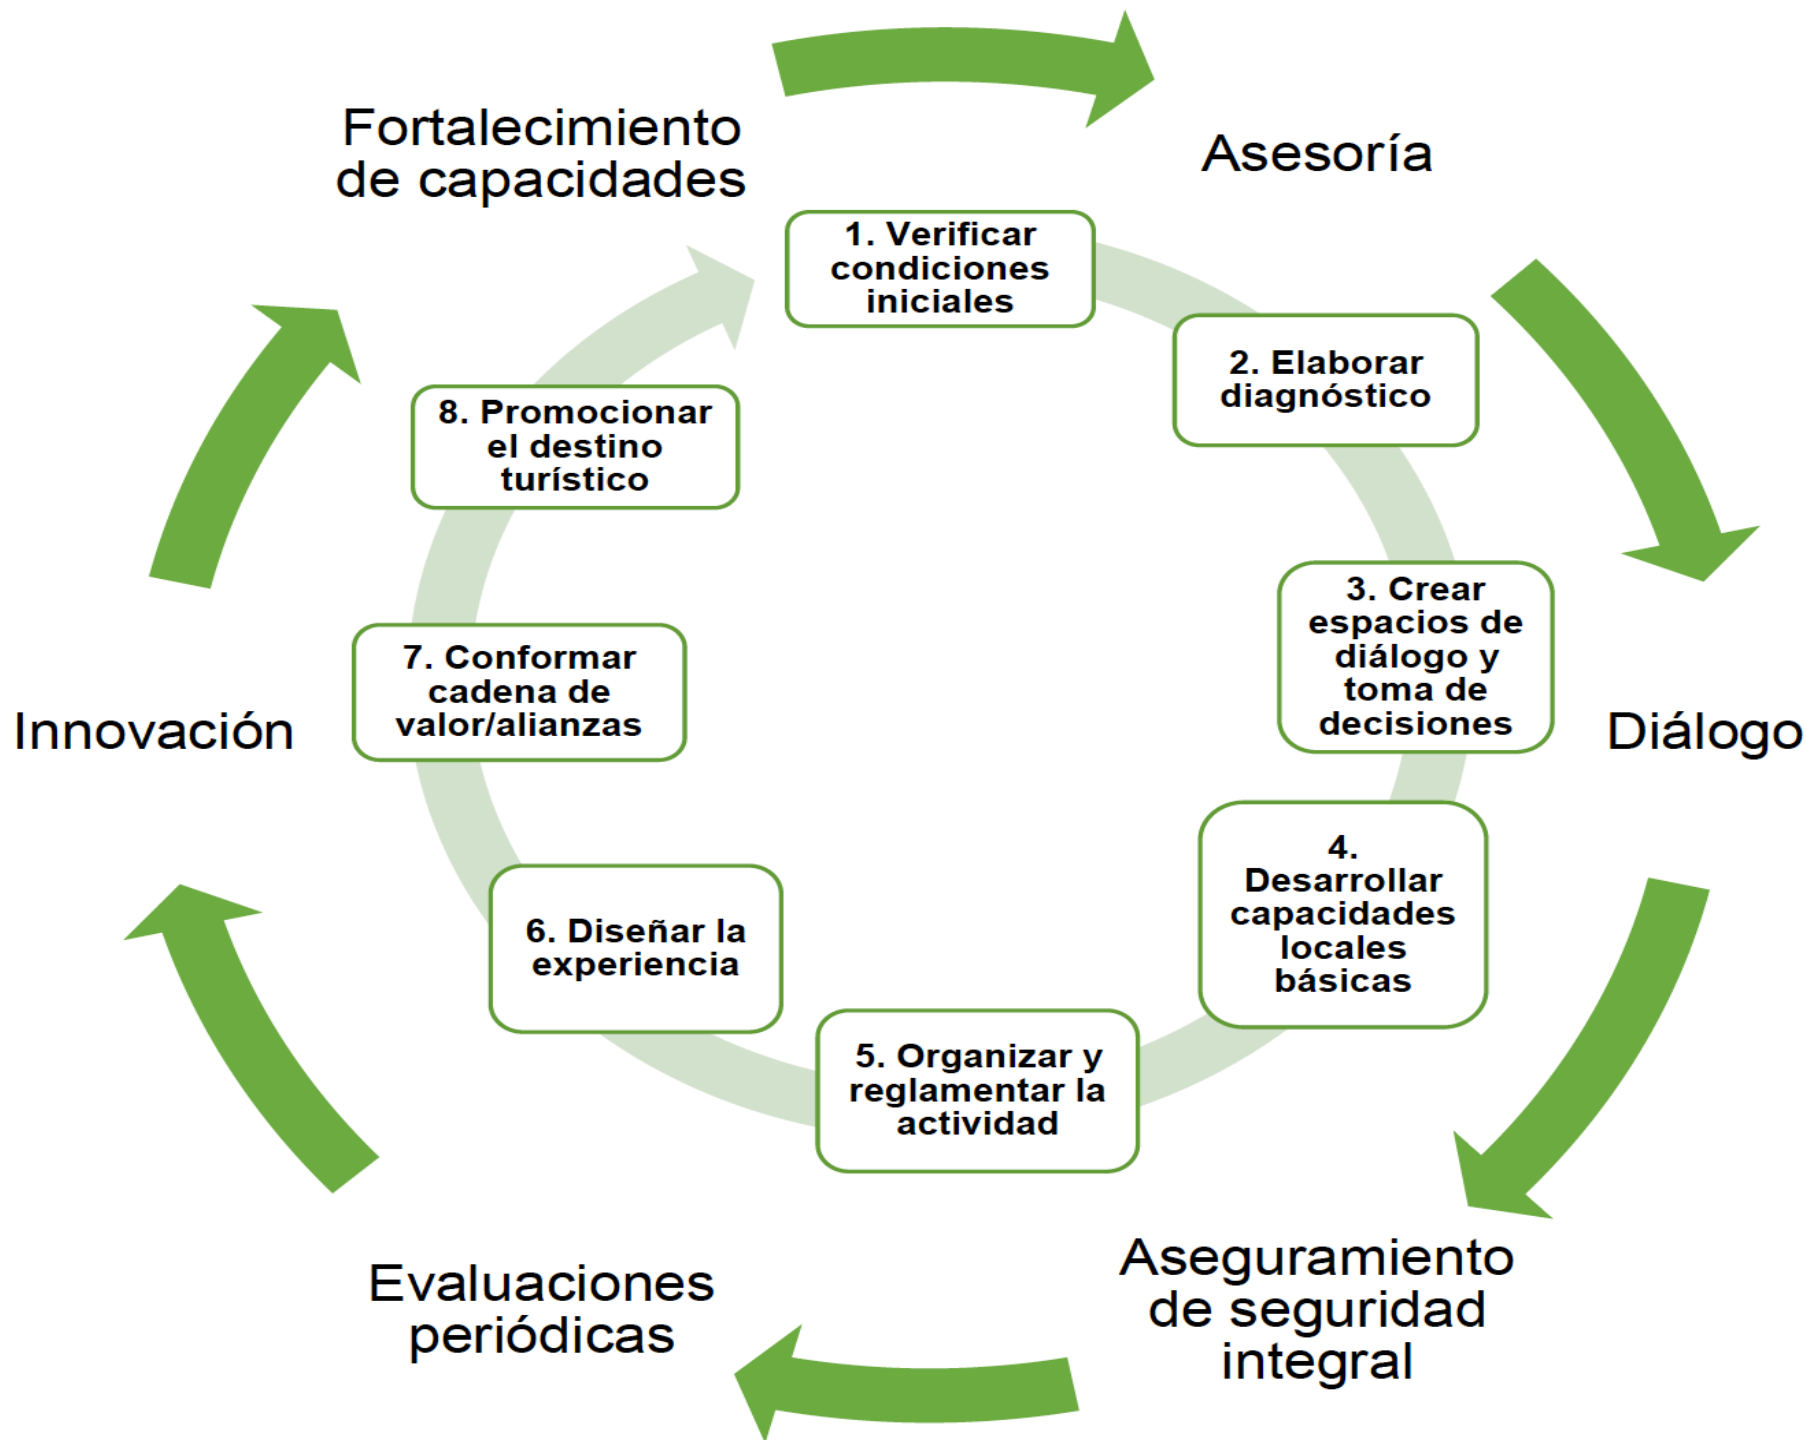 Fortalecimiento
de capacidades
Asesoría
1. Verificar
condiciones
iniciales
2. Elaborar
diagnóstico
8. Promocionar
el destino
turístico
3. Crear
espacios de
diálogo y
toma de
decisiones
7. Conformar
cadena de
valor/alianzas
Innovación
Diálogo
4.
Desarrollar
capacidades
locales
básicas
6. Diseñar la
experiencia
5. Organizar y
reglamentar la
actividad
Evaluaciones
periódicas
Aseguramiento
de seguridad
integral